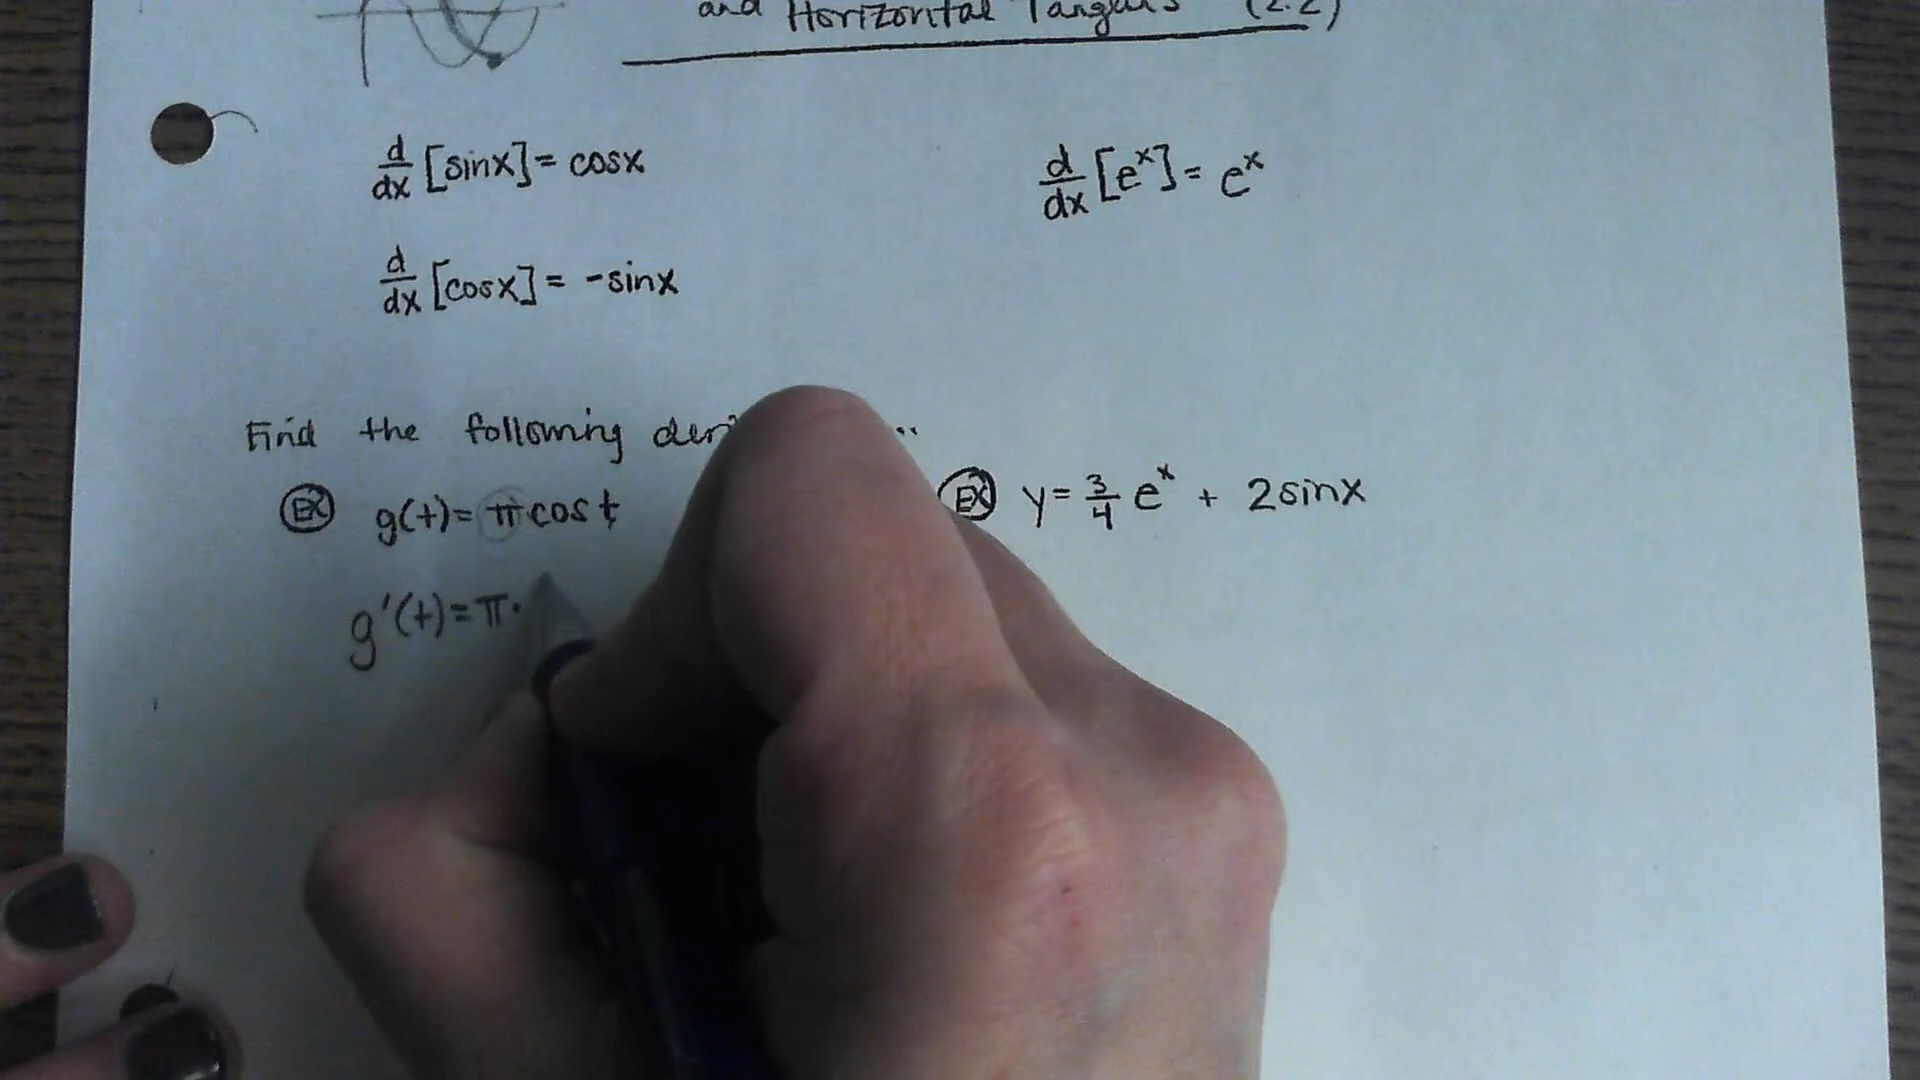 and Horizontal Tangents (2.2)
d/dx [sinx] = cosx
d/dx [e^x] = e^x
d/dx [cosx] = -sinx
Find the following ..
EX g(t) = π cos t
EX y = 3/4 e^x + 2sinx
g'(t) = π ·